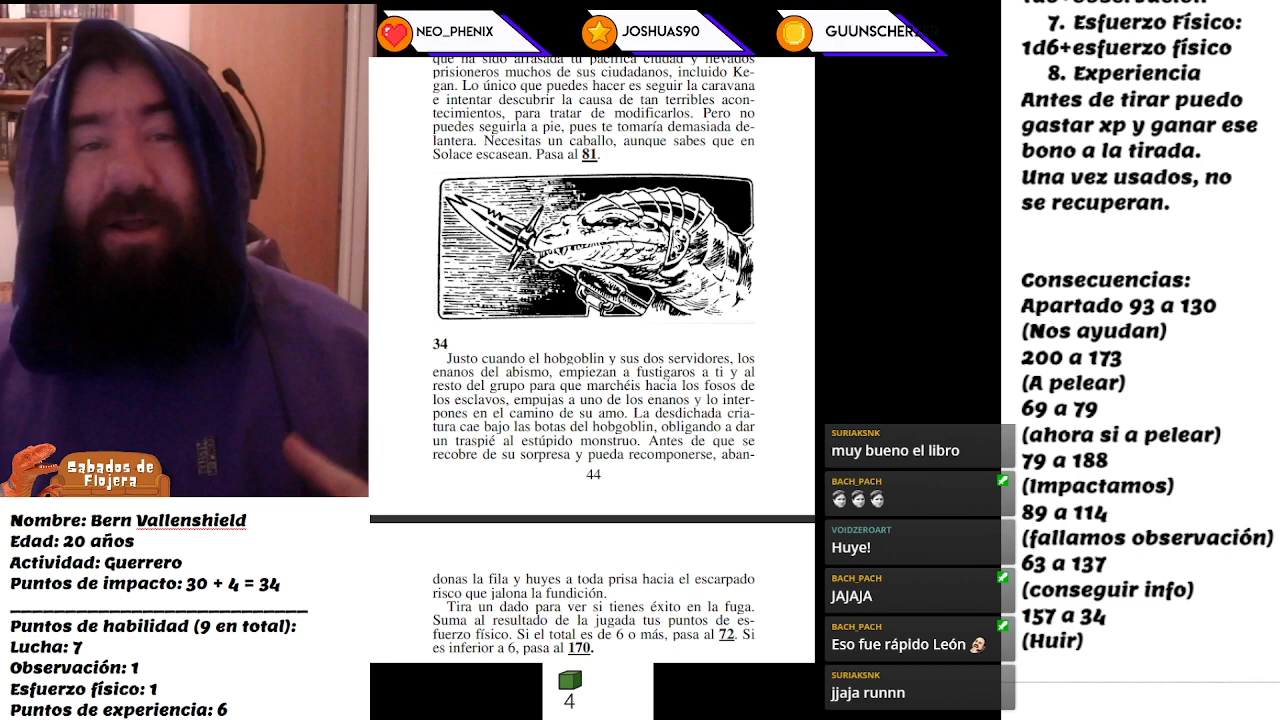 NEO_PHENIX
JOSHUAS90
GUUNSCHER
que ha sido arrasada tu pacífica ciudad y llevados
prisioneros muchos de sus ciudadanos, incluido Ke-
gan. Lo único que puedes hacer es seguir la caravana
e intentar descubrir la causa de tan terribles acon-
tecimientos, para tratar de modificarlos. Pero no
puedes seguirla a pie, pues te tomaría demasiada de-
lantera. Necesitas un caballo, aunque sabes que en
Solace escasean. Pasa al 81.
34
Justo cuando el hobgoblin y sus dos servidores, los
enanos del abismo, empiezan a fustigaros a ti y al
resto del grupo para que marchéis hacia los fosos de
los esclavos, empujas a uno de los enanos y lo inter-
pones en el camino de su amo. La desdichada cria-
tura cae bajo las botas del hobgoblin, obligando a dar
un traspié al estúpido monstruo. Antes de que se
recobre de su sorpresa y pueda recomponerse, aban-
44
donas la fila y huyes a toda prisa hacia el escarpado
risco que jalona la fundición.
Tira un dado para ver si tienes éxito en la fuga.
Suma al resultado de la jugada tus puntos de es-
fuerzo físico. Si el total es de 6 o más, pasa al 72. Si
es inferior a 6, pasa al 170.
4
Sabados de
Flojera
Nombre: Bern Vallenshield
Edad: 20 años
Actividad: Guerrero
Puntos de impacto: 30 + 4 = 34
Puntos de habilidad (9 en total):
Lucha: 7
Observación: 1
Esfuerzo físico: 1
Puntos de experiencia: 6
SURIAKSNK
muy bueno el libro
BACH_PACH
VOIDZEROART
Huye!
BACH_PACH
JAJAJA
BACH_PACH
Eso fue rápido León
SURIAKSNK
jjaja runnn
1d6+observación
7. Esfuerzo Físico:
1d6+esfuerzo físico
8. Experiencia
Antes de tirar puedo
gastar xp y ganar ese
bono a la tirada.
Una vez usados, no
se recuperan.
Consecuencias:
Apartado 93 a 130
(Nos ayudan)
200 a 173
(A pelear)
69 a 79
(ahora si a pelear)
79 a 188
(Impactamos)
89 a 114
(fallamos observación)
63 a 137
(conseguir info)
157 a 34
(Huir)